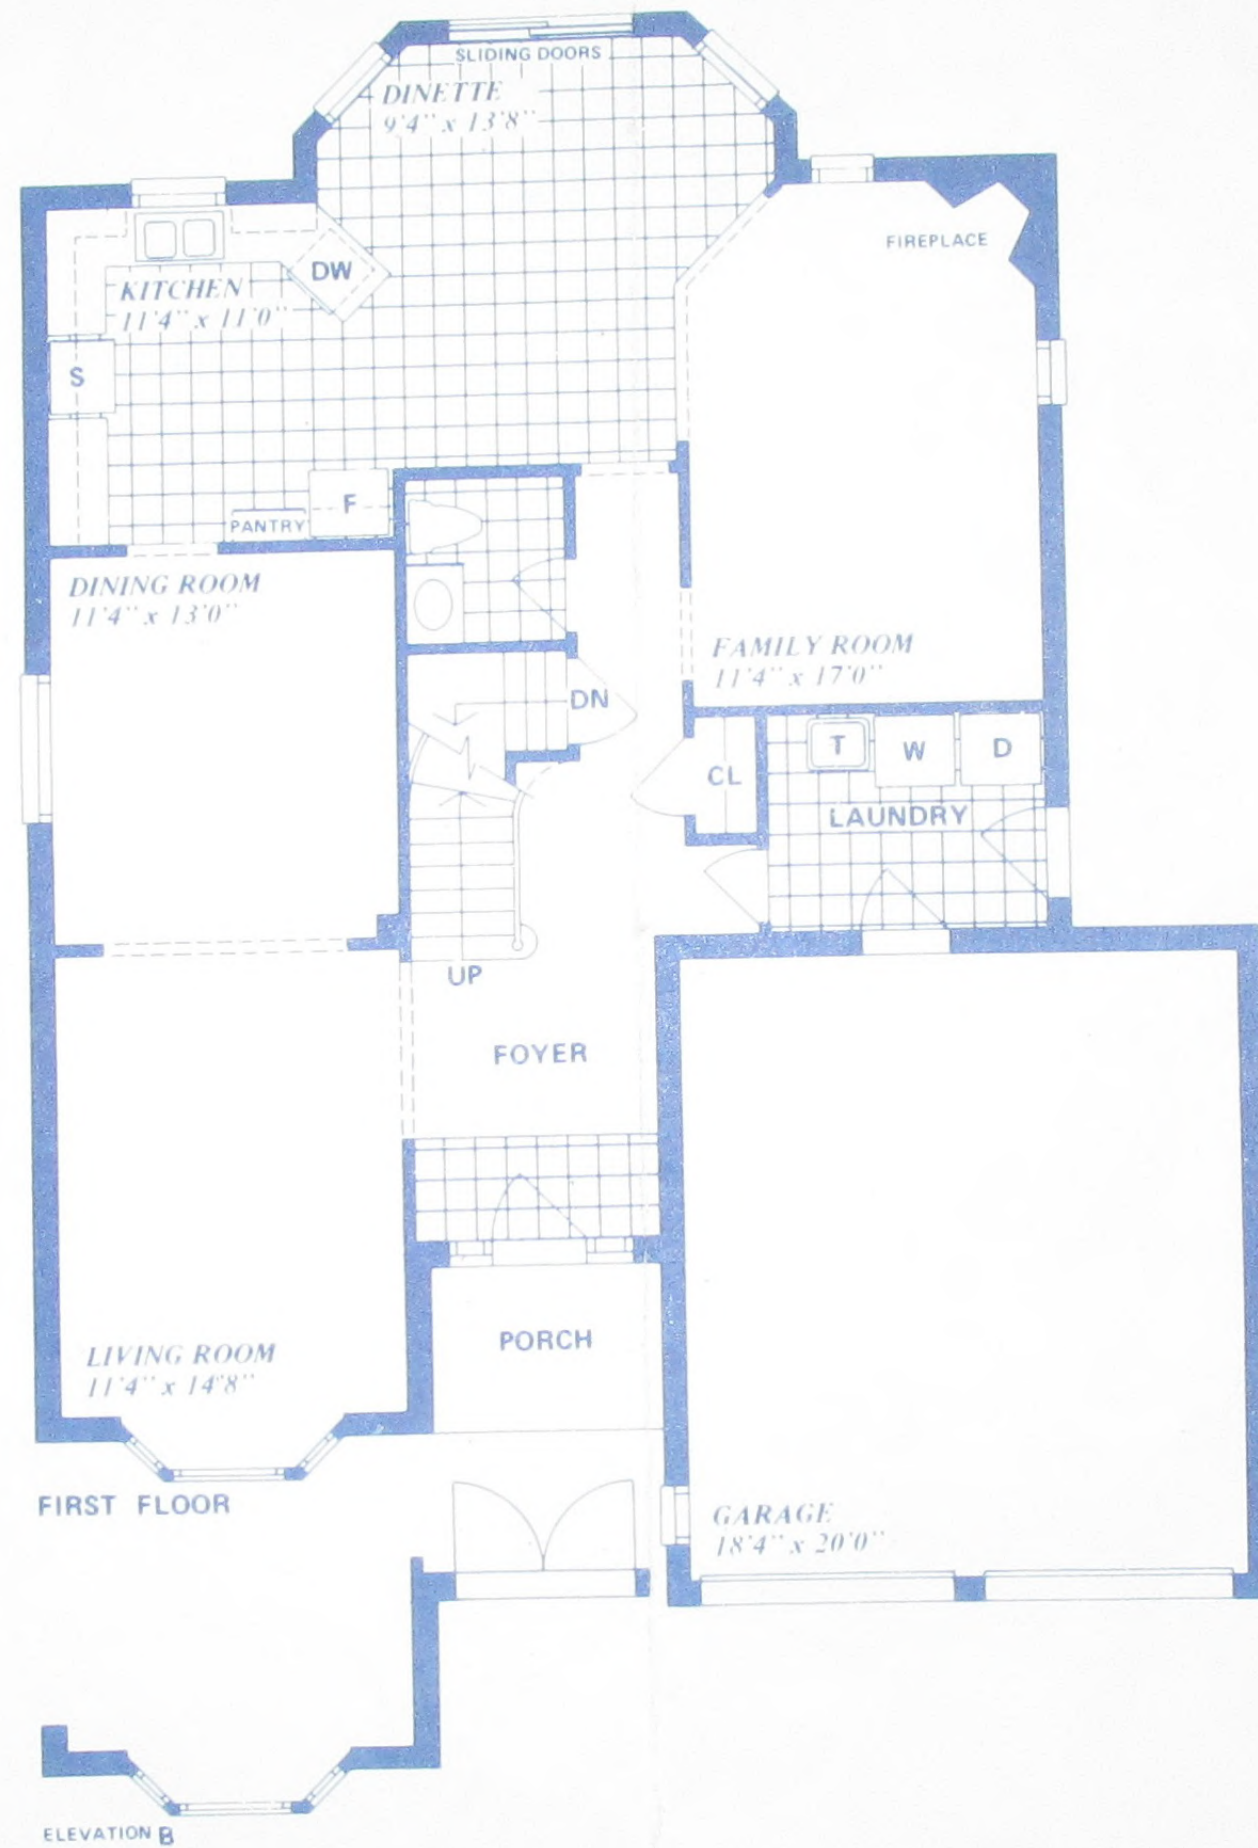 SLIDING DOORS
DINETTE
9'4" x 13'8"
FIREPLACE
DW
KITCHEN
11'4" x 11'0"
S
F
PANTRY
DINING ROOM
11'4" x 13'0"
FAMILY ROOM
11'4" x 17'0"
DN
T
W
D
CL
LAUNDRY
UP
FOYER
PORCH
LIVING ROOM
11'4" x 14'8"
FIRST FLOOR
GARAGE
18'4" x 20'0"
ELEVATION B